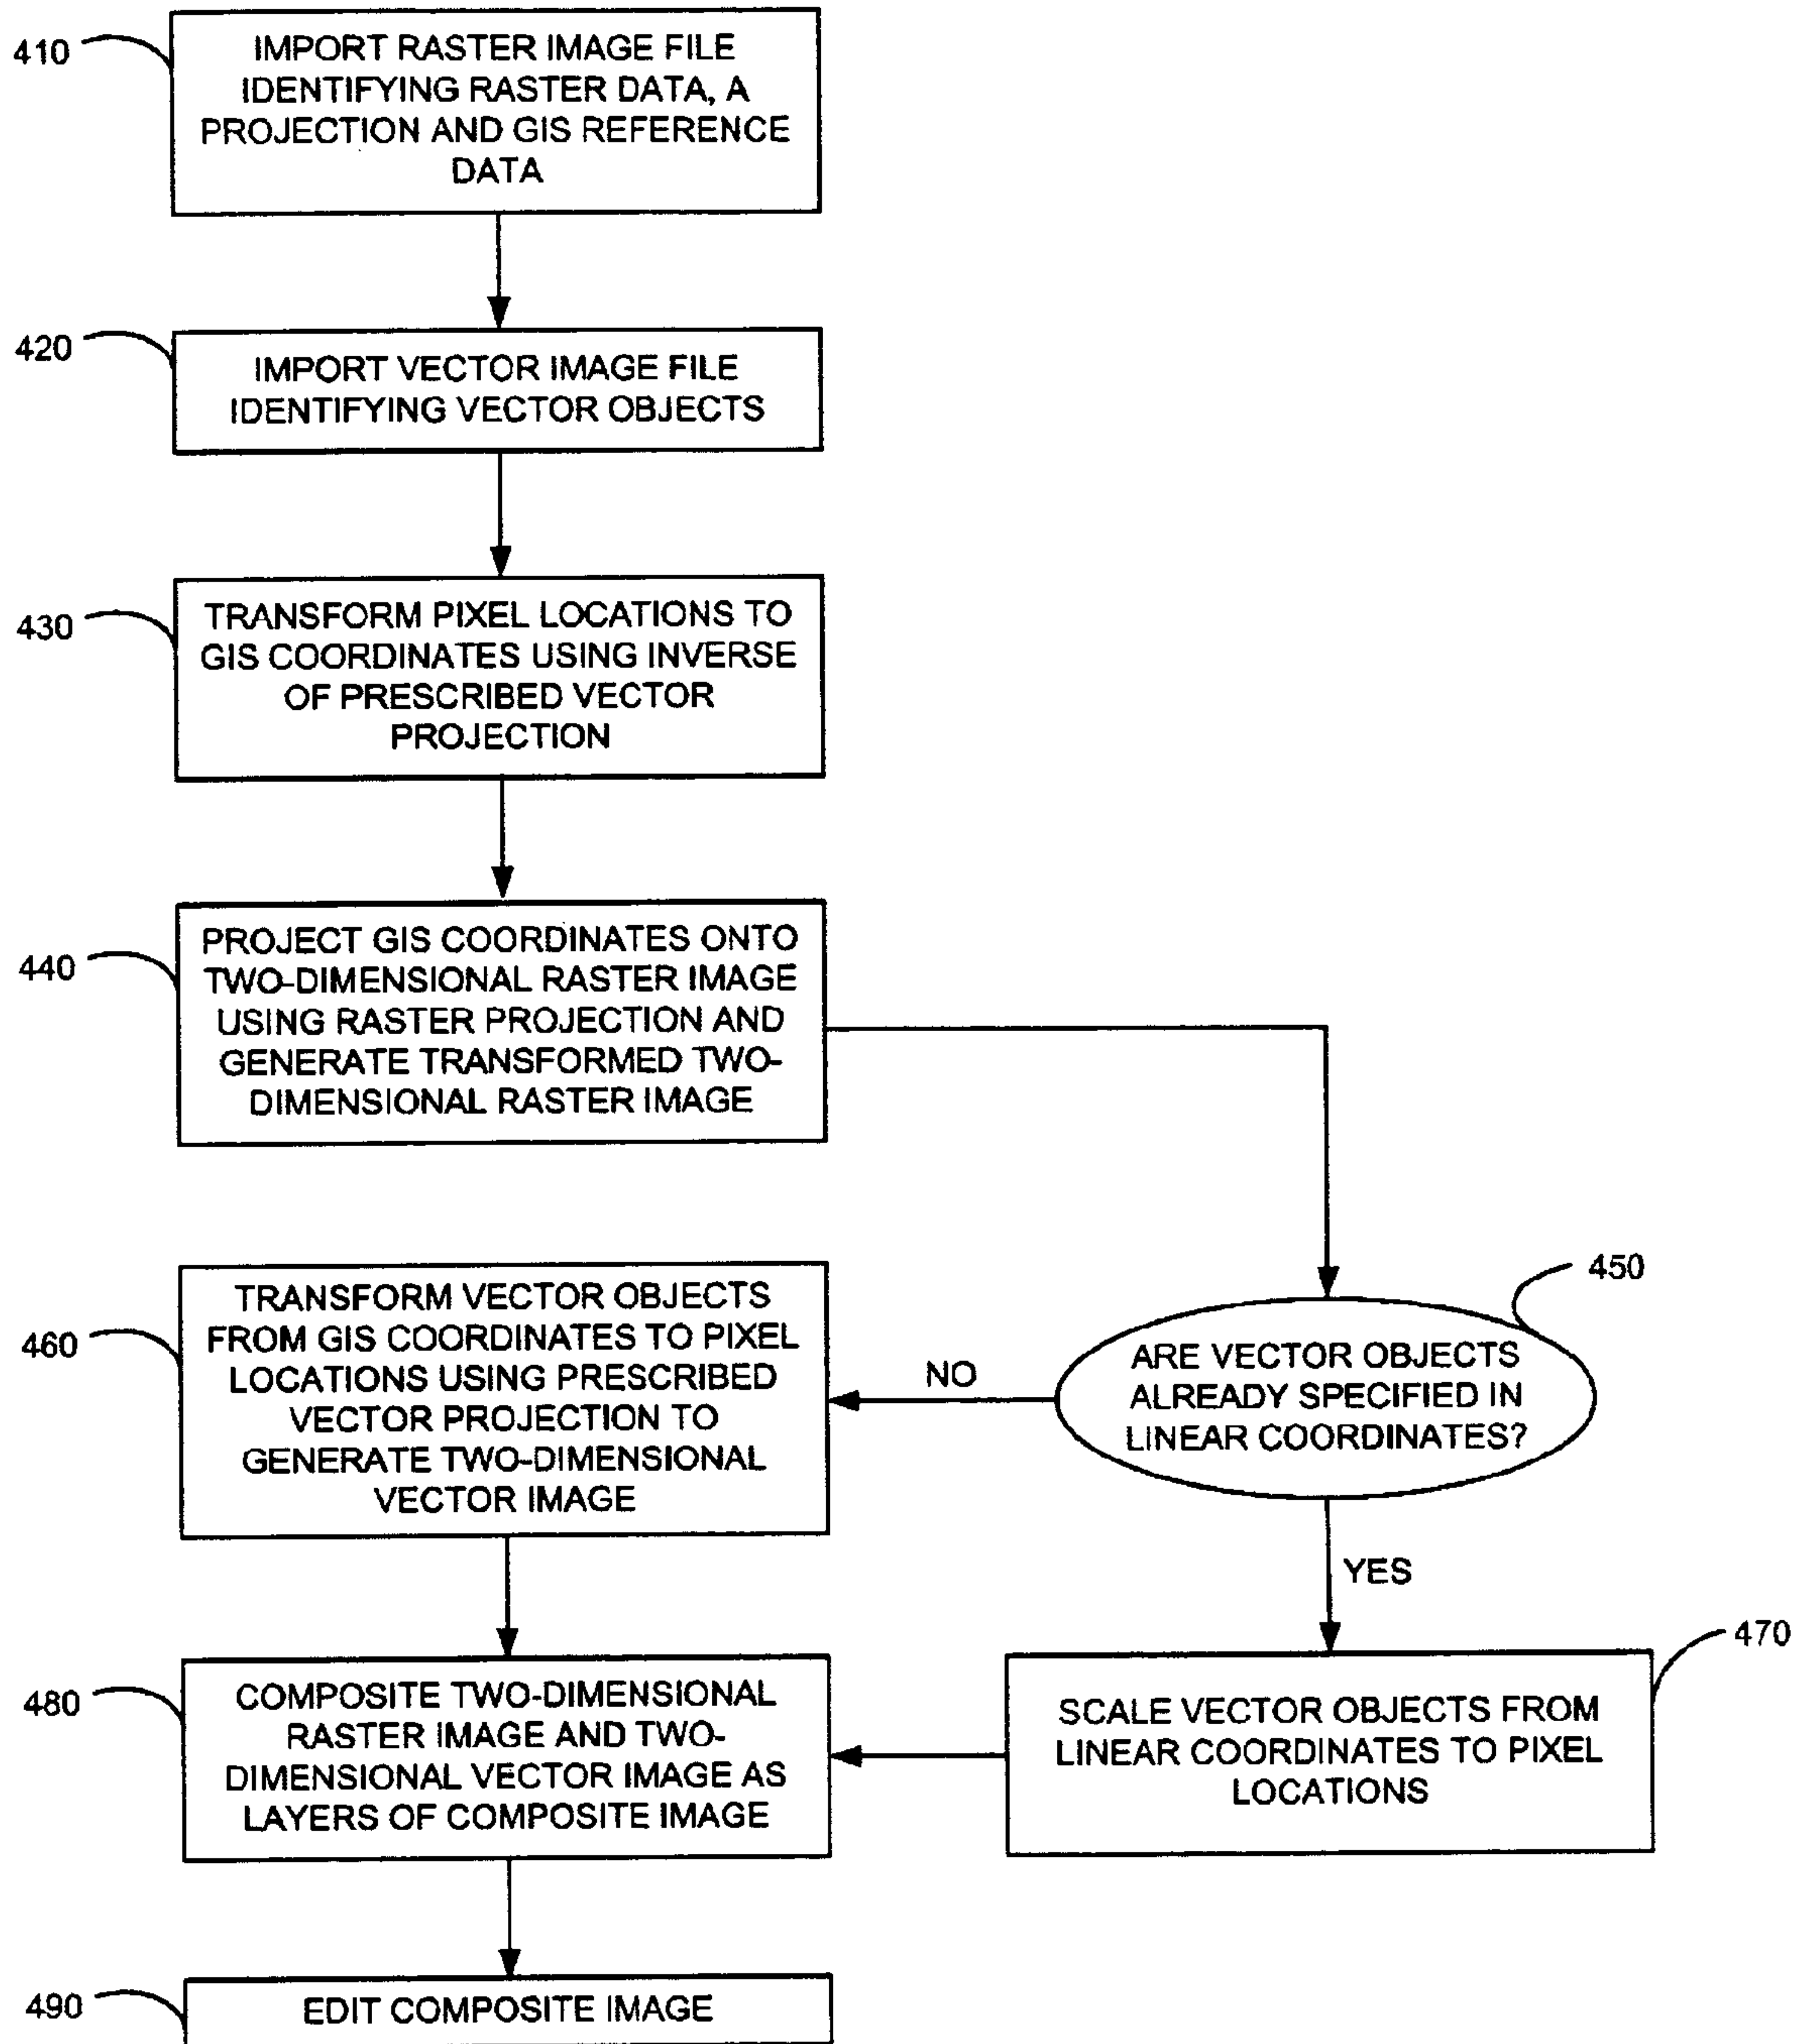 410
IMPORT RASTER IMAGE FILE
IDENTIFYING RASTER DATA, A
PROJECTION AND GIS REFERENCE
DATA
420
IMPORT VECTOR IMAGE FILE
IDENTIFYING VECTOR OBJECTS
430
TRANSFORM PIXEL LOCATIONS TO
GIS COORDINATES USING INVERSE
OF PRESCRIBED VECTOR
PROJECTION
440
PROJECT GIS COORDINATES ONTO
TWO-DIMENSIONAL RASTER IMAGE
USING RASTER PROJECTION AND
GENERATE TRANSFORMED TWO-
DIMENSIONAL RASTER IMAGE
450
ARE VECTOR OBJECTS
ALREADY SPECIFIED IN
LINEAR COORDINATES?
NO
460
TRANSFORM VECTOR OBJECTS
FROM GIS COORDINATES TO PIXEL
LOCATIONS USING PRESCRIBED
VECTOR PROJECTION TO
GENERATE TWO-DIMENSIONAL
VECTOR IMAGE
YES
470
SCALE VECTOR OBJECTS FROM
LINEAR COORDINATES TO PIXEL
LOCATIONS
480
COMPOSITE TWO-DIMENSIONAL
RASTER IMAGE AND TWO-
DIMENSIONAL VECTOR IMAGE AS
LAYERS OF COMPOSITE IMAGE
490
EDIT COMPOSITE IMAGE